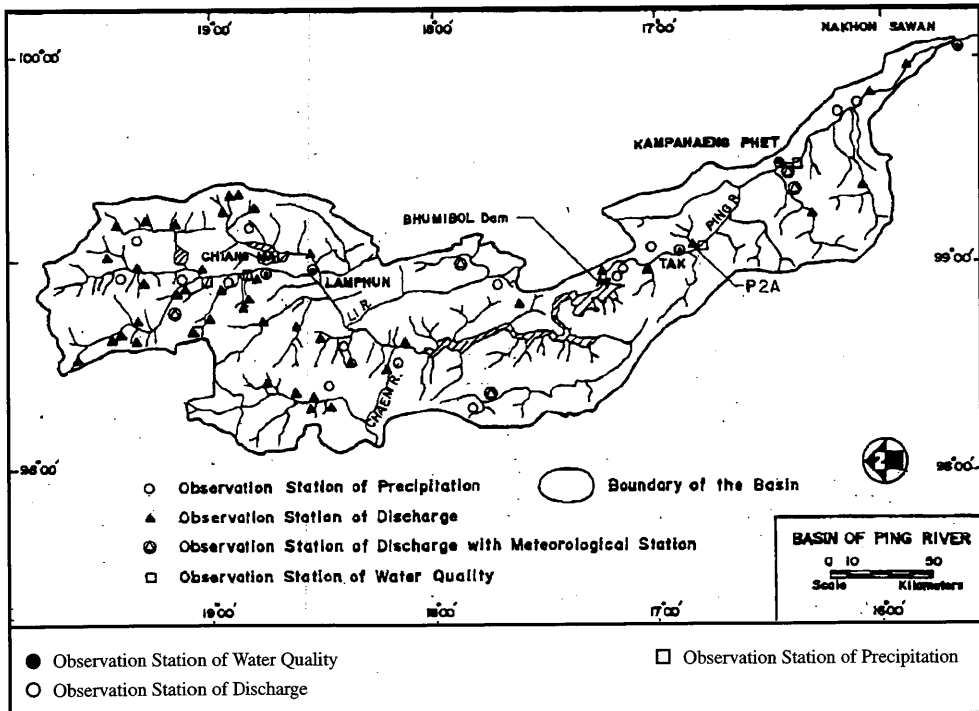 19°00' 18°00' 17°00' NAKHON SAWAN
100°00'
KAMPAHAENG PHET
BHUMIBOL Dam
PING R.
CHIANG MAI
LAMPHUN
TAK
99°00'
P2A
LI R.
CHAEM R.
98°00' 98°00'
Observation Station of Precipitation
Boundary of the Basin
Observation Station of Discharge
Observation Station of Discharge with Meteorological Station
Observation Station of Water Quality
BASIN OF PING RIVER
0 10 50
Scale Kilometers
19°00' 18°00' 17°00' 16°00'
Observation Station of Water Quality
Observation Station of Precipitation
Observation Station of Discharge